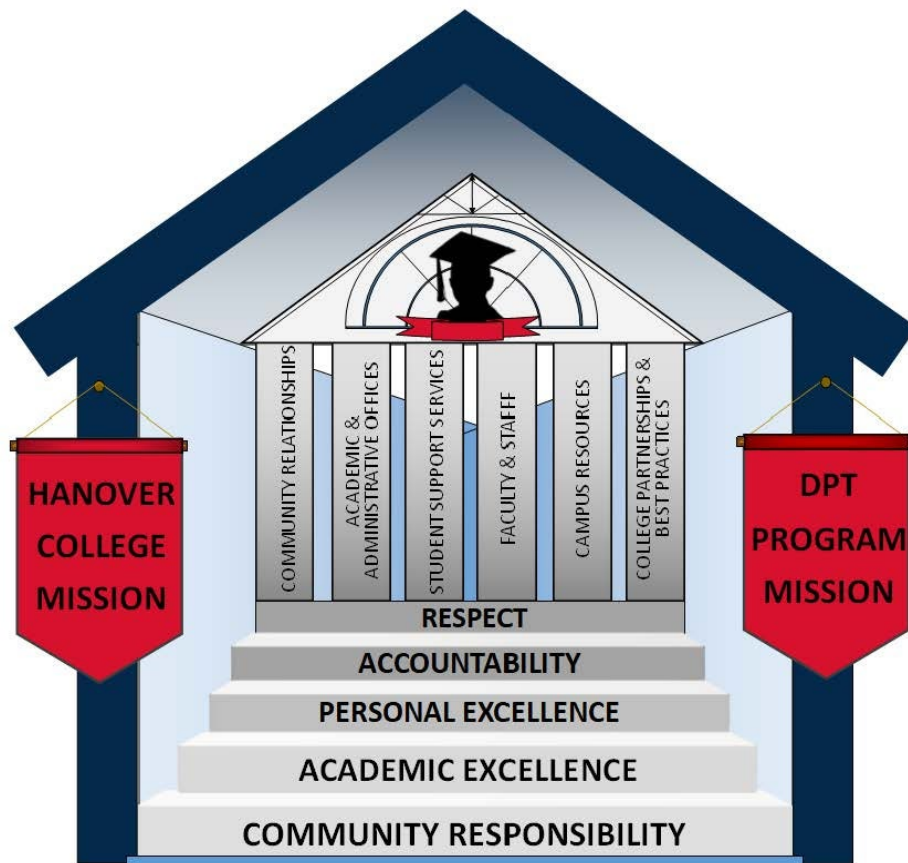 HANOVER
COLLEGE
MISSION
COMMUNITY RELATIONSHIPS
ACADEMIC &
ADMINISTRATIVE OFFICES
STUDENT SUPPORT SERVICES
FACULTY & STAFFF
CAMPUS RESOURCES
COLLEGE PARTNERSHIPS &
BEST PRACTICES
DPT
PROGRAM
MISSION
RESPECT
ACCOUNTABILITY
PERSONAL EXCELLENCE
ACADEMIC EXCELLENCE
COMMUNITY RESPONSIBILITY